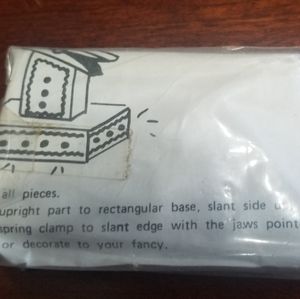 all pieces.
upright part to rectangular base, slant side
spring clamp to slant edge with the jaws point
or decorate to your fancy.